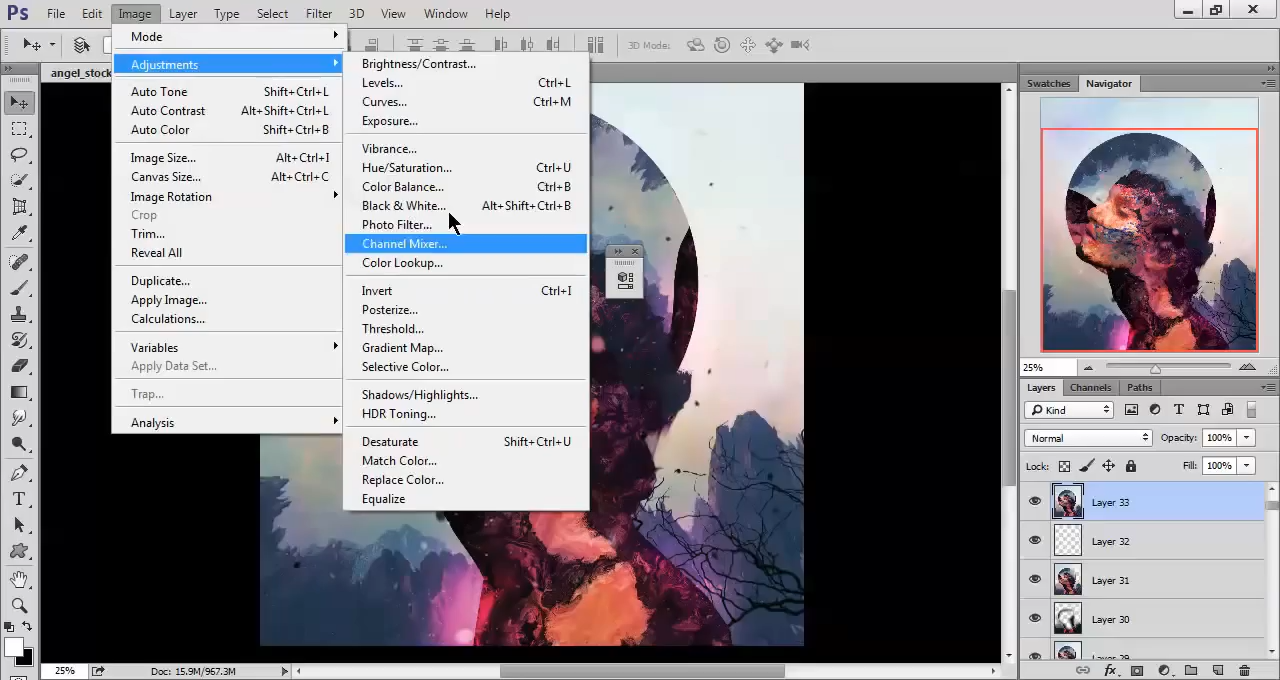 Ps File Edit Image Layer Type Select Filter 3D View Window Help
3D Mode:
angel_stock
Mode
Adjustments
Auto Tone Shift+Ctrl+L
Auto Contrast Alt+Shift+Ctrl+L
Auto Color Shift+Ctrl+B
Image Size... Alt+Ctrl+I
Canvas Size... Alt+Ctrl+C
Image Rotation
Crop
Trim...
Reveal All
Duplicate...
Apply Image...
Calculations...
Variables
Apply Data Set...
Trap...
Analysis
Brightness/Contrast...
Levels... Ctrl+L
Curves... Ctrl+M
Exposure...
Vibrance...
Hue/Saturation... Ctrl+U
Color Balance... Ctrl+B
Black & White... Alt+Shift+Ctrl+B
Photo Filter...
Channel Mixer...
Color Lookup...
Invert Ctrl+I
Posterize...
Threshold...
Gradient Map...
Selective Color...
Shadows/Highlights...
HDR Toning...
Desaturate Shift+Ctrl+U
Match Color...
Replace Color...
Equalize
Swatches Navigator
25%
Layers Channels Paths
Kind
Normal Opacity: 100%
Lock: Fill: 100%
Layer 33
Layer 32
Layer 31
Layer 30
Layer 29
25% Doc: 15.9M/967.3M